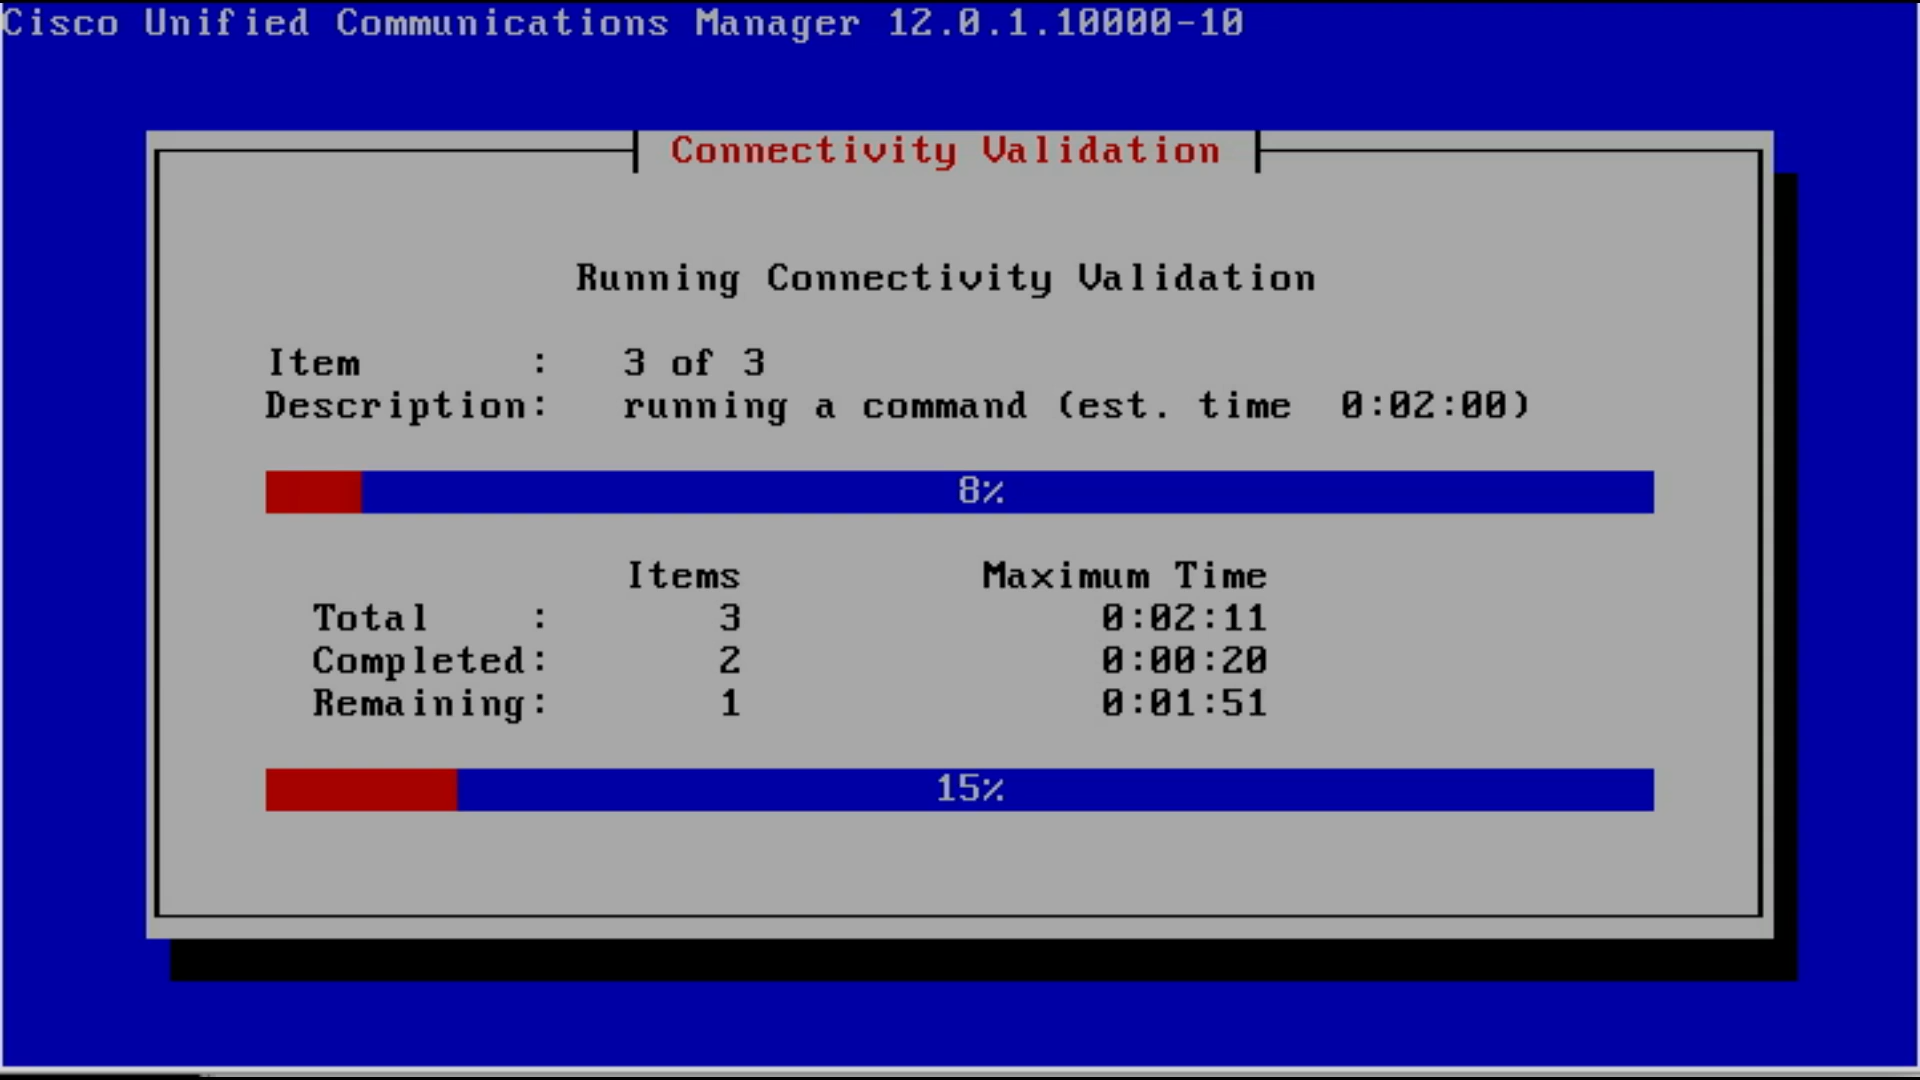 Cisco Unified Communications Manager 12.0.1.10000-10
Connectivity Validation
Running Connectivity Validation
Item : 3 of 3
Description: running a command (est. time 0:02:00)
8%
Items Maximum Time
Total : 3 0:02:11
Completed: 2 0:00:20
Remaining: 1 0:01:51
15%